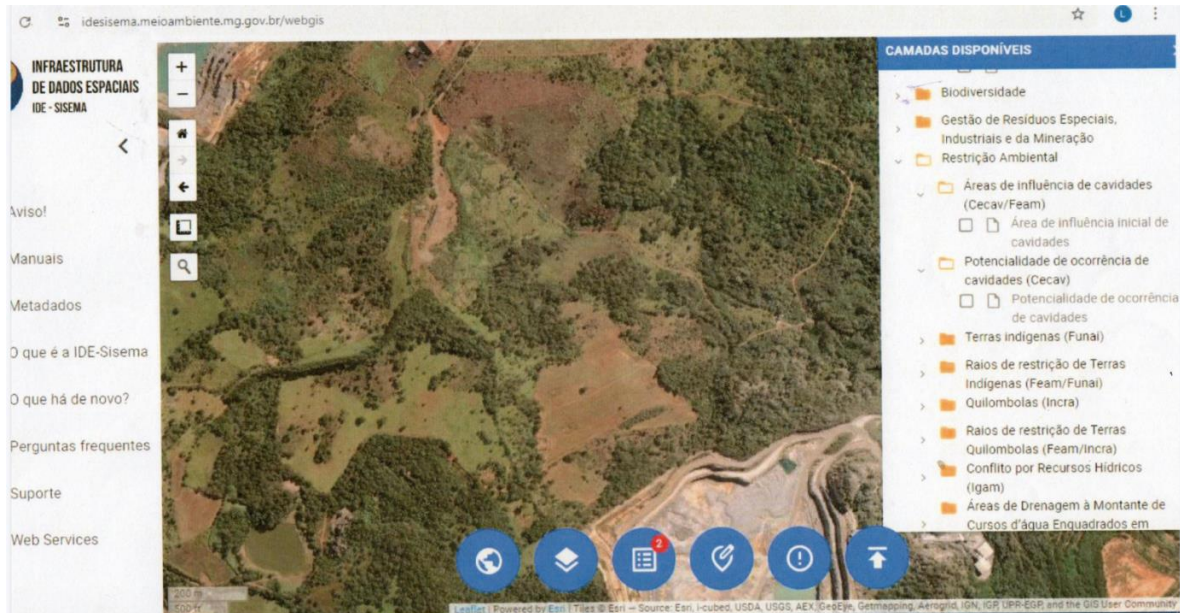 idesisema.meioambiente.mg.gov.br/webgis
L
INFRAESTRUTURA
DE DADOS ESPACIAIS
IDE - SISEMA
Aviso!
Manuais
Metadados
O que é a IDE-Sisema
O que há de novo?
Perguntas frequentes
Suporte
Web Services
+
−
CAMADAS DISPONÍVEIS
Biodiversidade
Gestão de Resíduos Especiais,
Industriais e da Mineração
Restrição Ambiental
Áreas de influência de cavidades
(Cecav/Feam)
Área de influência inicial de
cavidades
Potencialidade de ocorrência de
cavidades (Cecav)
Potencialidade de ocorrência
de cavidades
Terras indígenas (Funai)
Raios de restrição de Terras
Indígenas (Feam/Funai)
Quilombolas (Incra)
Raios de restrição de Terras
Quilombolas (Feam/Incra)
Conflito por Recursos Hídricos
(Igam)
Áreas de Drenagem à Montante de
Cursos d'água Enquadrados em
2
200 m
500 ft
Leaflet | Powered by Esri | Tiles © Esri — Source: Esri, i-cubed, USDA, USGS, AEX, GeoEye, Getmapping, Aerogrid, IGN, IGP, UPR-EGP, and the GIS User Community